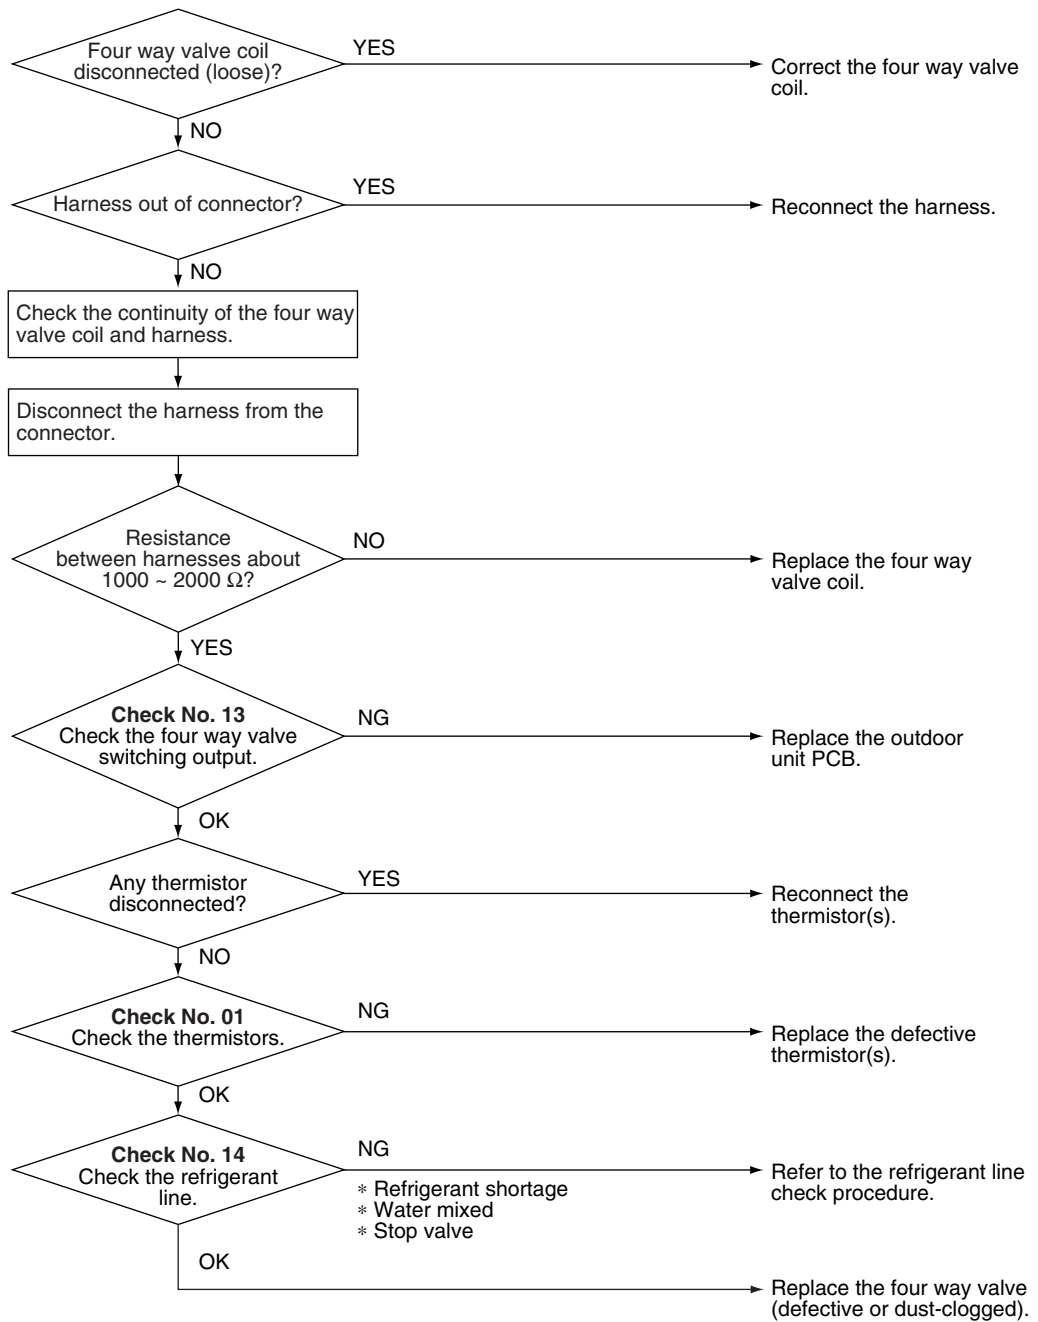 Four way valve coil
disconnected (loose)?
YES
Correct the four way valve
coil.
NO
Harness out of connector?
YES
Reconnect the harness.
NO
Check the continuity of the four way
valve coil and harness.
Disconnect the harness from the
connector.
Resistance
between harnesses about
1000 ~ 2000 Ω?
NO
Replace the four way
valve coil.
YES
Check No. 13
Check the four way valve
switching output.
NG
Replace the outdoor
unit PCB.
OK
Any thermistor
disconnected?
YES
Reconnect the
thermistor(s).
NO
Check No. 01
Check the thermistors.
NG
Replace the defective
thermistor(s).
OK
Check No. 14
Check the refrigerant
line.
NG
∗ Refrigerant shortage
∗ Water mixed
∗ Stop valve
Refer to the refrigerant line
check procedure.
OK
Replace the four way valve
(defective or dust-clogged).